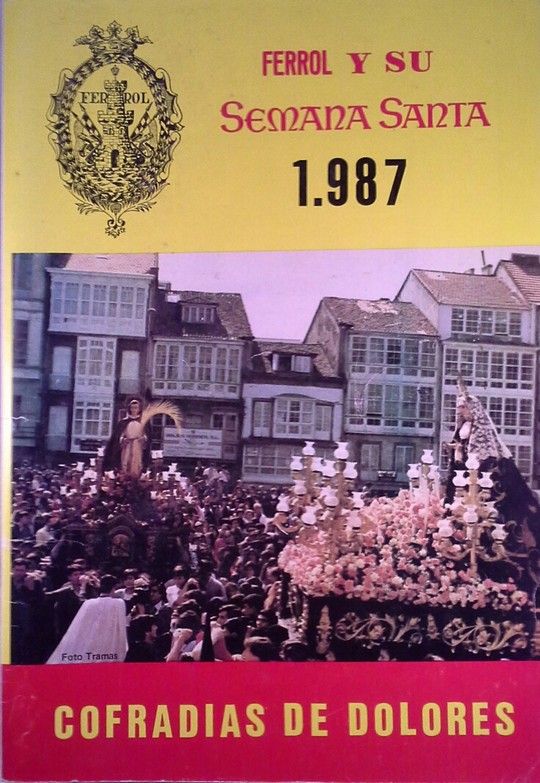 FERROL
FERROL Y SU
SEMANA SANTA
1.987
Foto Tramas
COFRADIAS DE DOLORES